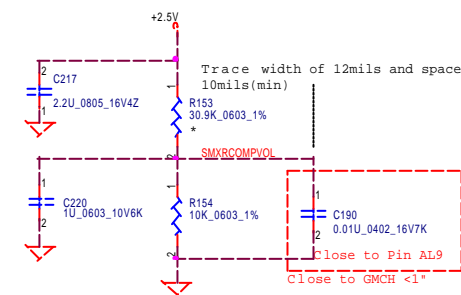 +2.5V
2
C217
2.2U_0805_16V4Z
1
Trace width of 12mils and space
10mils(min)
1
R153
30.9K_0603_1%
*
2
SMXRCOMPVOL
1
C220
1U_0603_10V6K
2
1
R154
10K_0603_1%
2
1
C190
0.01U_0402_16V7K
2
Close to Pin AL9
Close to GMCH <1"